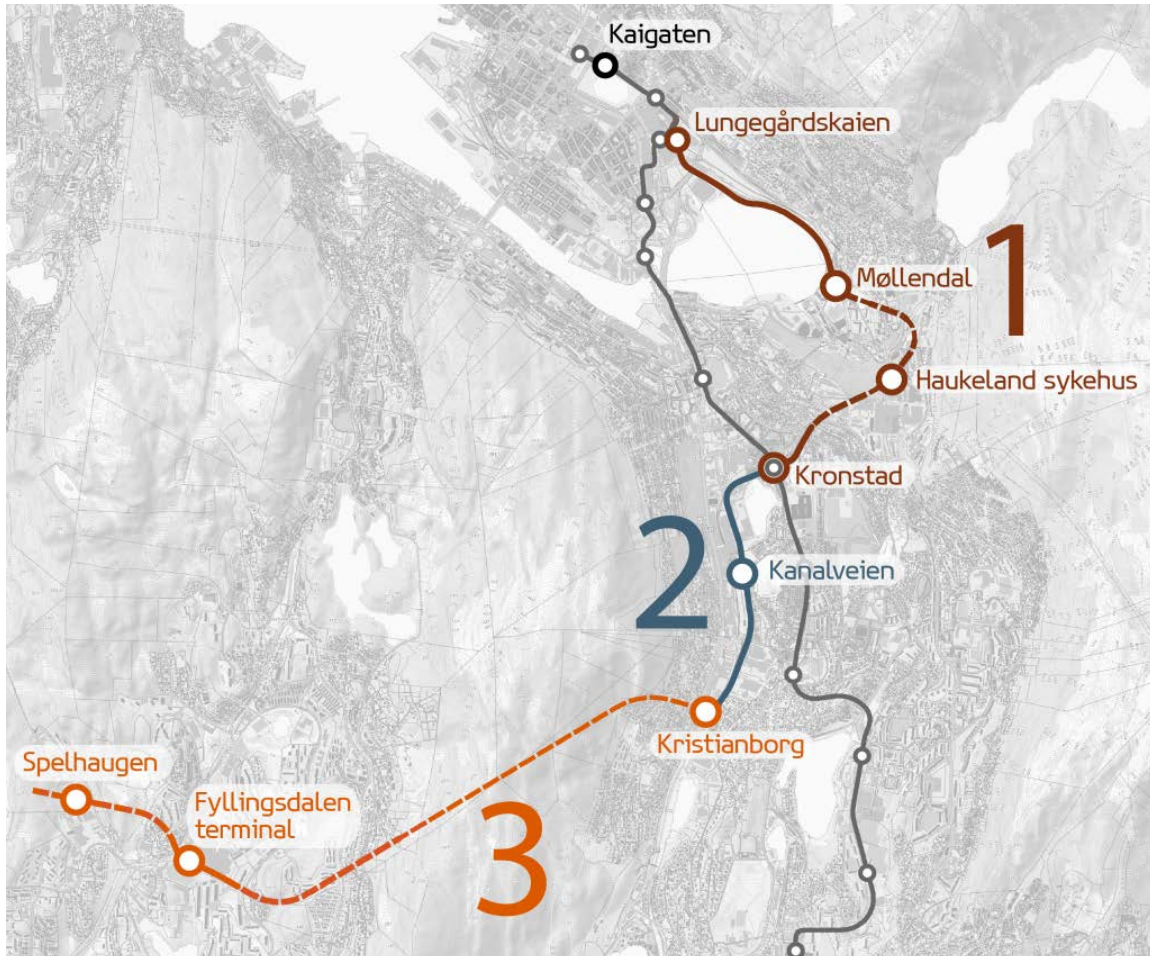 Kaigaten
Lungegårdskaien
1
Møllendal
Haukeland sykehus
Kronstad
2
Kanalveien
Kristianborg
Spelhaugen
Fyllingsdalen
terminal
3